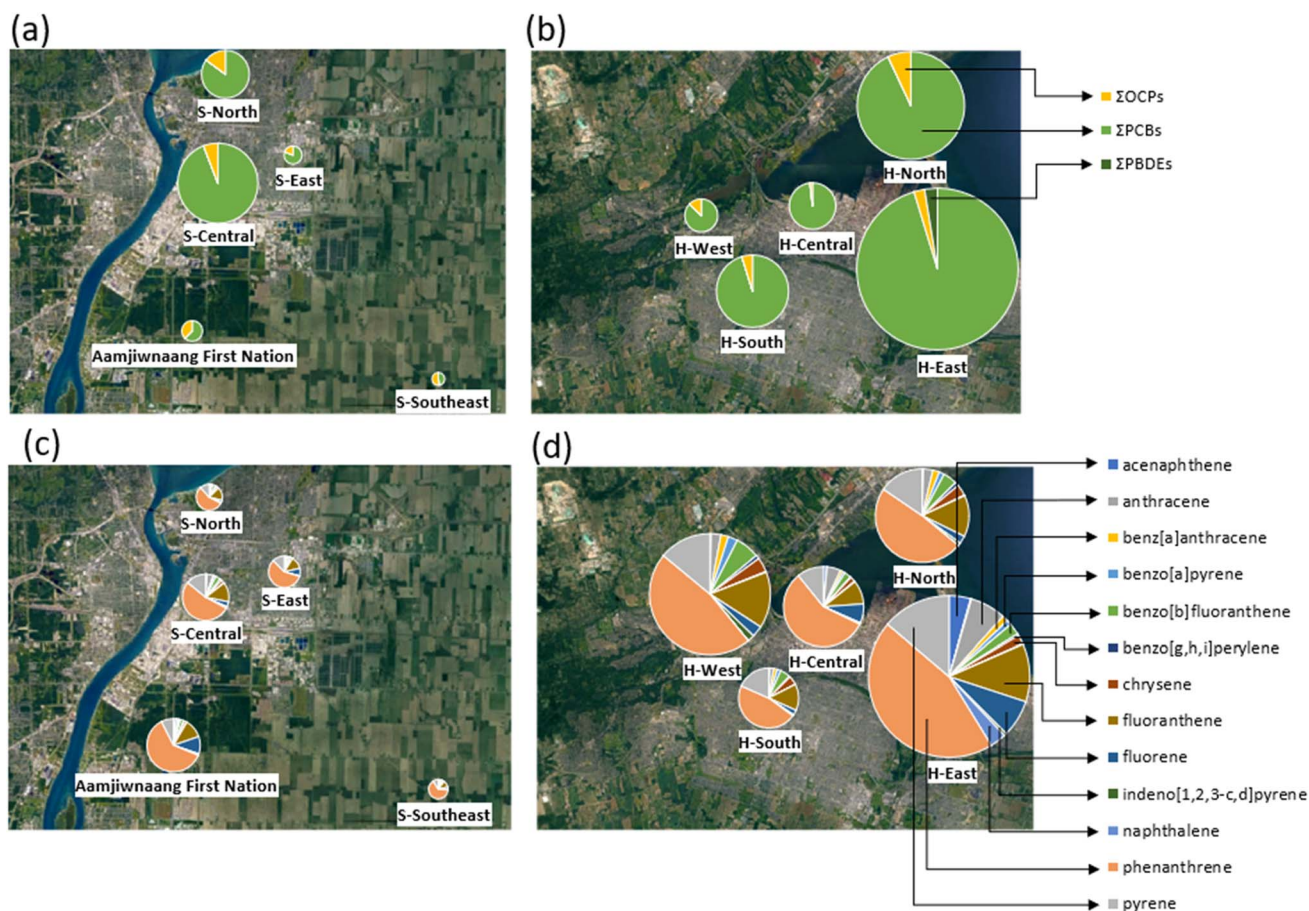 (a)
S-North
S-East
S-Central
Aamjiwnaang First Nation
S-Southeast
(b)
H-North
H-West
H-Central
H-South
H-East
ΣOCPs
ΣPCBs
ΣPBDEs
(c)
S-North
S-East
S-Central
Aamjiwnaang First Nation
S-Southeast
(d)
H-North
H-West
H-Central
H-South
H-East
acenaphthene
anthracene
benz[a]anthracene
benzo[a]pyrene
benzo[b]fluoranthene
benzo[g,h,i]perylene
chrysene
fluoranthene
fluorene
indeno[1,2,3-c,d]pyrene
naphthalene
phenanthrene
pyrene